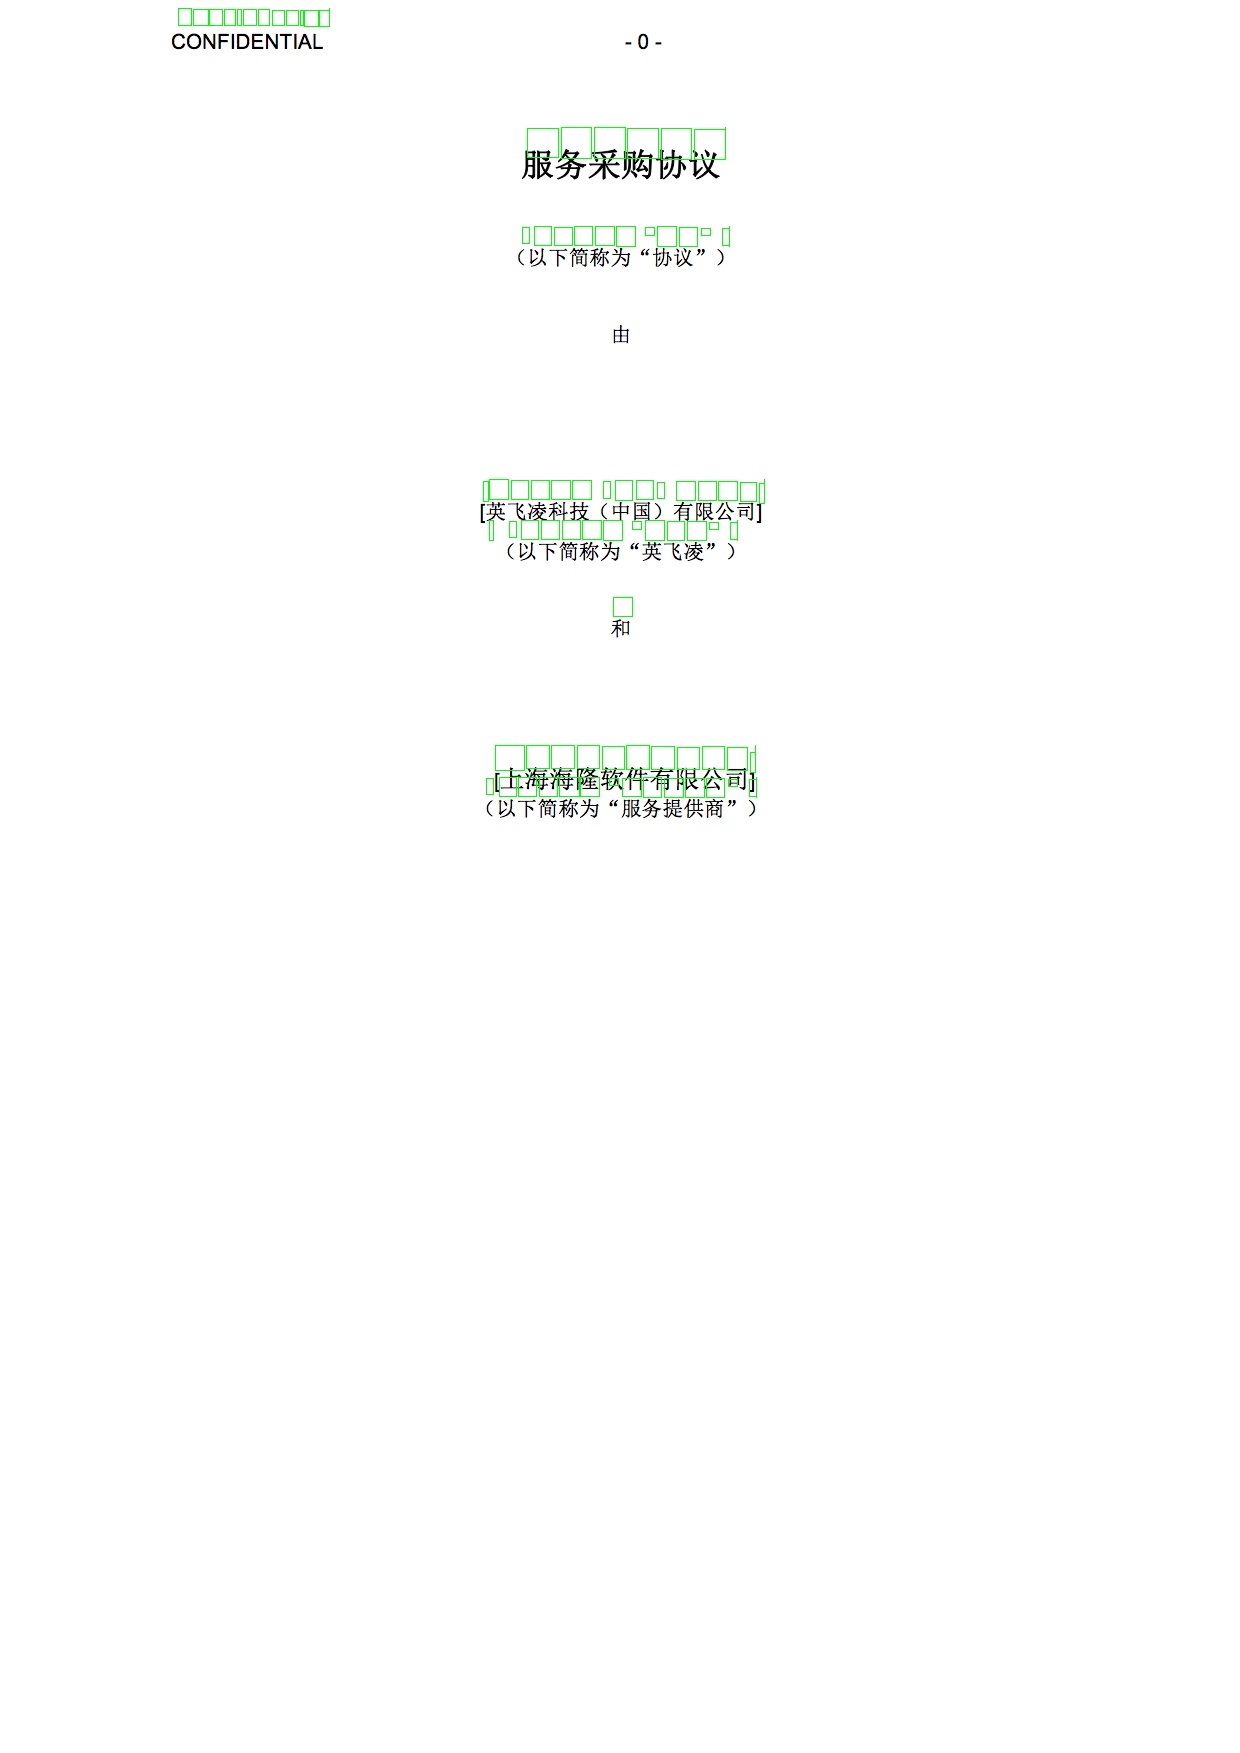 CONFIDENTIAL - 0 -
服务采购协议
（以下简称为“协议”）
由
[英飞凌科技（中国）有限公司]
（以下简称为“英飞凌”）
和
[上海海隆软件有限公司]
（以下简称为“服务提供商”）